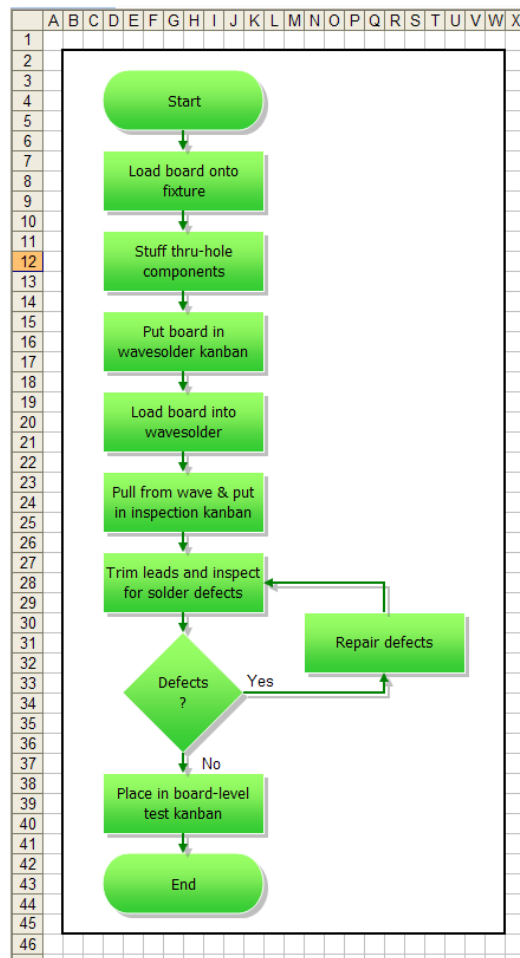 A B C D E F G H I J K L M N O P Q R S T U V W X
1
2
3
4
5
6
7
8
9
10
11
12
13
14
15
16
17
18
19
20
21
22
23
24
25
26
27
28
29
30
31
32
33
34
35
36
37
38
39
40
41
42
43
44
45
46
Start
Load board onto
fixture
Stuff thru-hole
components
Put board in
wavesolder kanban
Load board into
wavesolder
Pull from wave & put
in inspection kanban
Trim leads and inspect
for solder defects
Repair defects
Defects
?
Yes
No
Place in board-level
test kanban
End